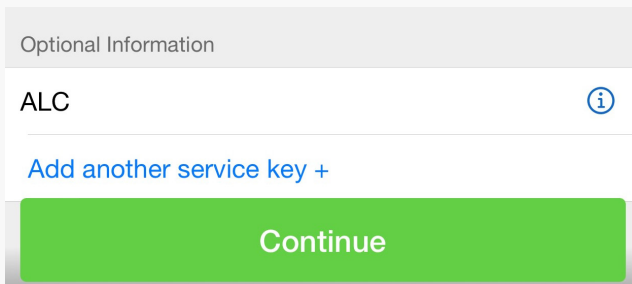 Optional Information
ALC
Add another service key +
Continue